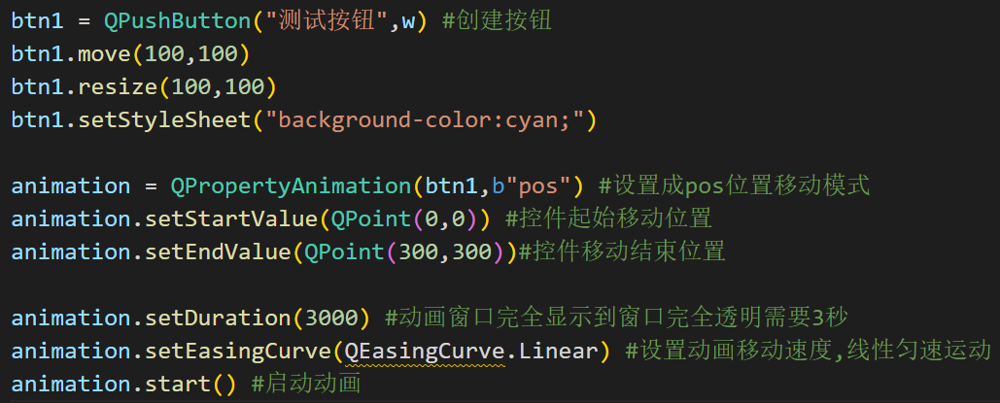 btn1 = QPushButton("测试按钮",w) #创建按钮
btn1.move(100,100)
btn1.resize(100,100)
btn1.setStyleSheet("background-color:cyan;")
animation = QPropertyAnimation(btn1,b"pos") #设置成pos位置移动模式
animation.setStartValue(QPoint(0,0)) #控件起始移动位置
animation.setEndValue(QPoint(300,300))#控件移动结束位置
animation.setDuration(3000) #动画窗口完全显示到窗口完全透明需要3秒
animation.setEasingCurve(QEasingCurve.Linear) #设置动画移动速度,线性匀速运动
animation.start() #启动动画